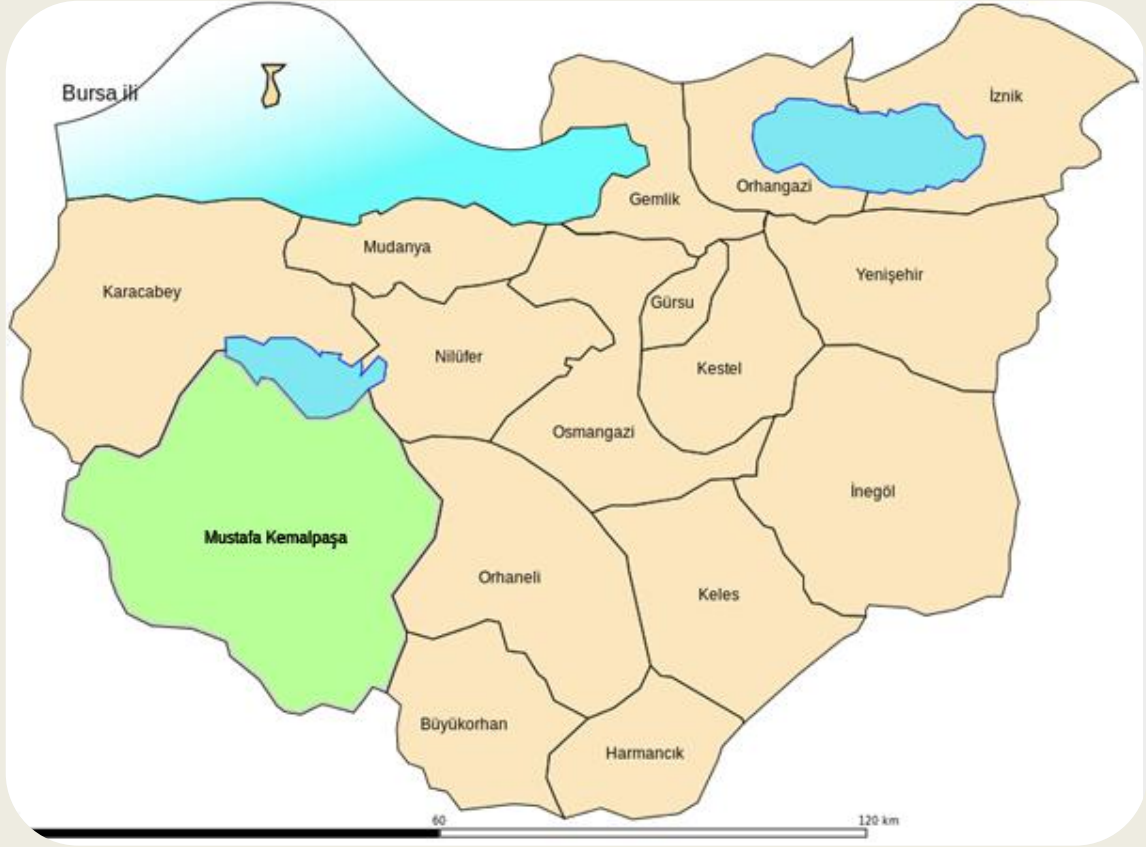 Bursa ili
İznik
Orhangazi
Gemlik
Mudanya
Yenişehir
Karacabey
Gürsu
Nilüfer
Kestel
Osmangazi
İnegöl
Mustafa Kemalpaşa
Orhaneli
Keles
Büyükorhan
Harmancık
60
120 km